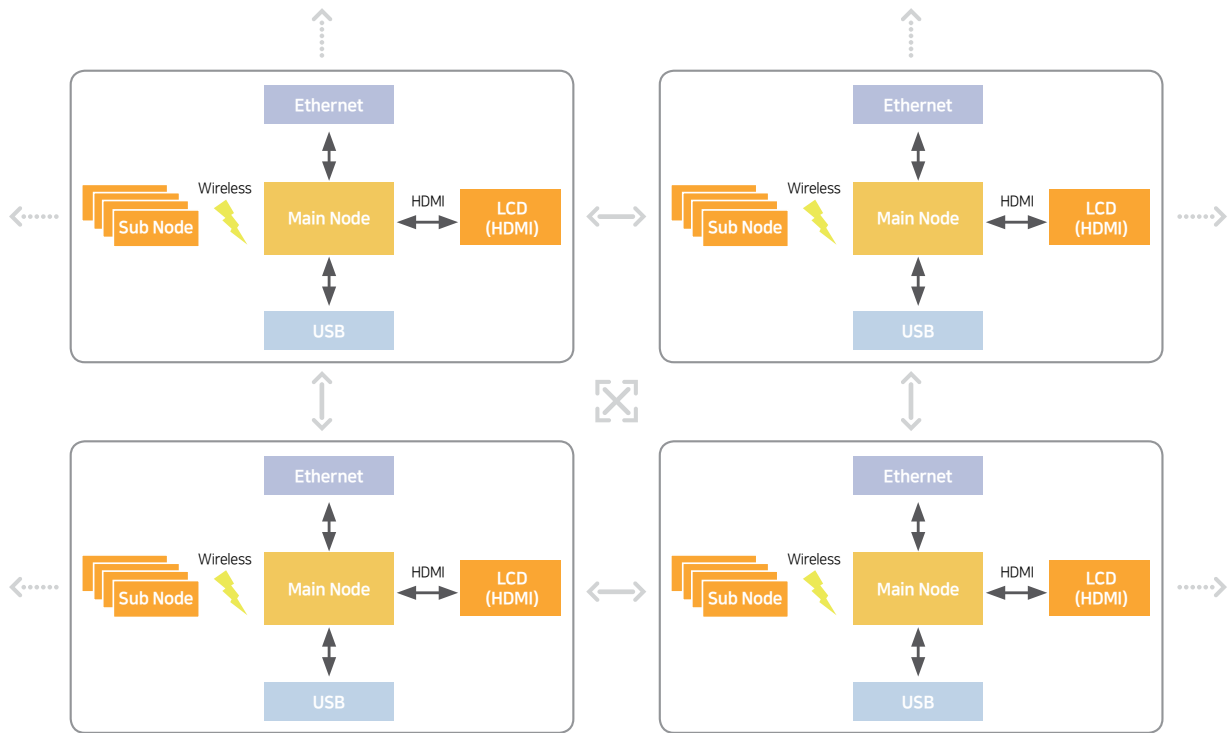 Ethernet
Wireless
Sub Node
Main Node
HDMI
LCD
(HDMI)
USB
Ethernet
Wireless
Sub Node
Main Node
HDMI
LCD
(HDMI)
USB
Ethernet
Wireless
Sub Node
Main Node
HDMI
LCD
(HDMI)
USB
Ethernet
Wireless
Sub Node
Main Node
HDMI
LCD
(HDMI)
USB